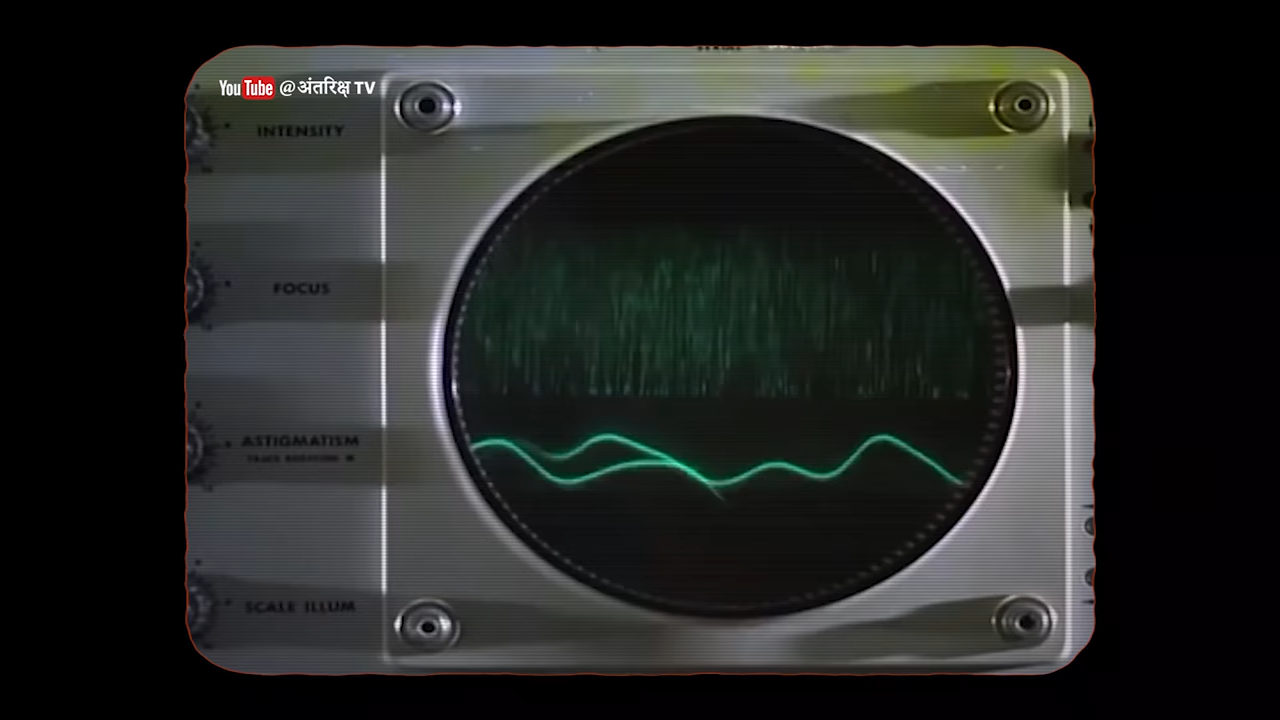 YouTube @अंतरिक्ष TV
INTENSITY
FOCUS
ASTIGMATISM
SCALE ILLUM